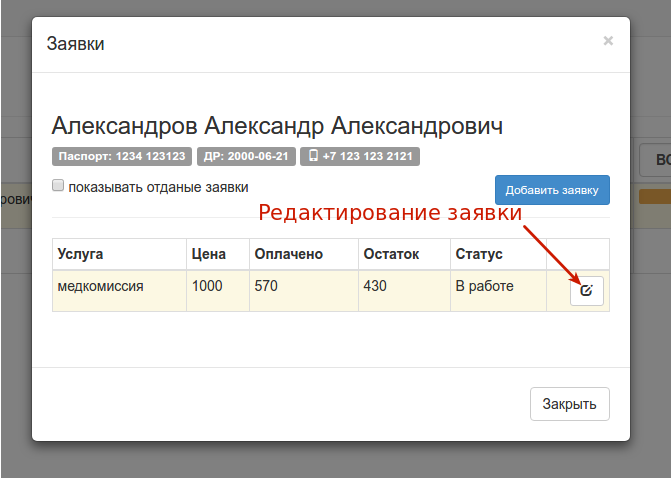 Заявки ×
Александров Александр Александрович
Паспорт: 1234 123123 ДР: 2000-06-21 +7 123 123 2121
показывать отданые заявки Добавить заявку
Редактирование заявки
Услуга Цена Оплачено Остаток Статус
медкомиссия 1000 570 430 В работе
Закрыть